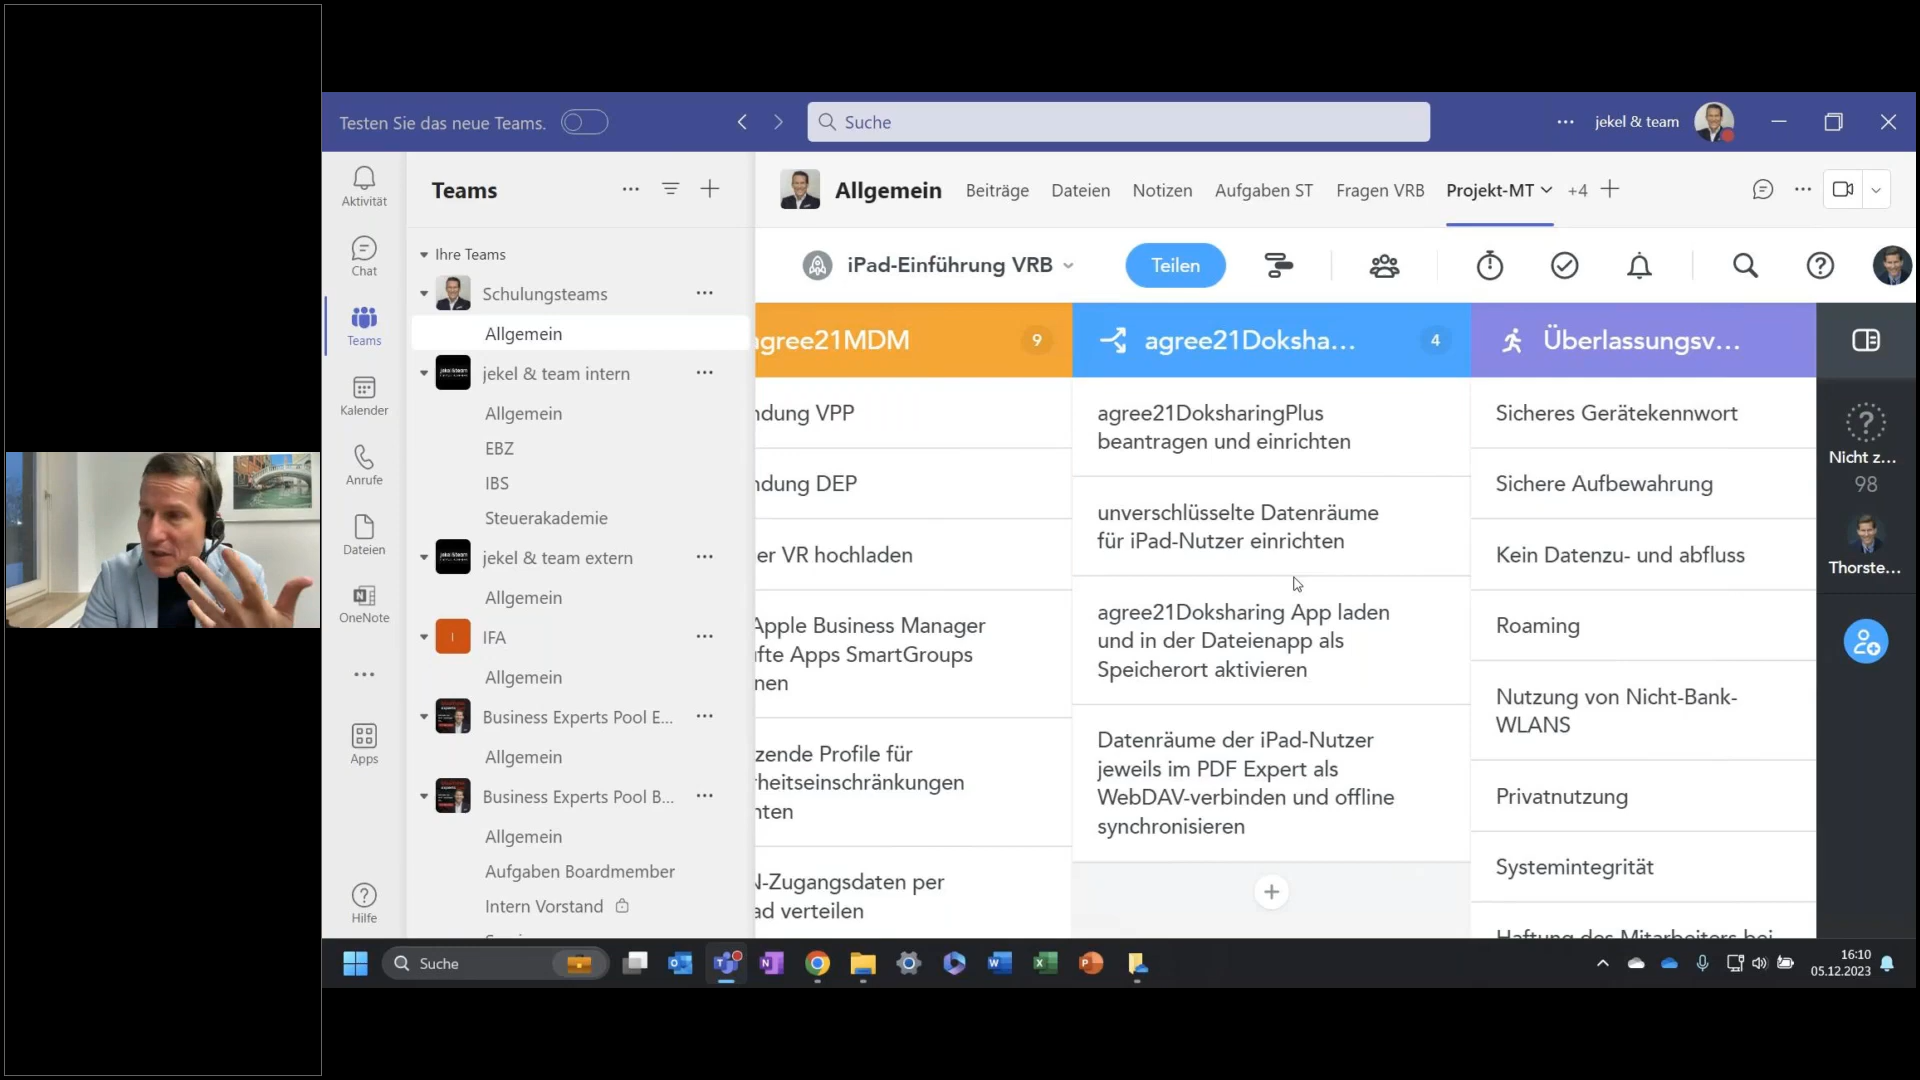 Testen Sie das neue Teams.
Suche
jekel & team
Aktivität
Chat
Teams
Kalender
Anrufe
Dateien
OneNote
Apps
Hilfe
Teams
Ihre Teams
Schulungsteams
Allgemein
jekel & team intern
Allgemein
EBZ
IBS
Steuerakademie
jekel & team extern
Allgemein
I
IFA
Allgemein
Business Experts Pool E...
Allgemein
Business Experts Pool B...
Allgemein
Aufgaben Boardmember
Intern Vorstand
Allgemein
Beiträge
Dateien
Notizen
Aufgaben ST
Fragen VRB
Projekt-MT
+4
iPad-Einführung VRB
Teilen
gree21MDM
9
ndung VPP
ndung DEP
er VR hochladen
Apple Business Manager
fte Apps SmartGroups
nen
zende Profile für
heitseinschränkungen
nten
N-Zugangsdaten per
ad verteilen
agree21Doksha...
4
agree21DoksharingPlus
beantragen und einrichten
unverschlüsselte Datenräume
für iPad-Nutzer einrichten
agree21Doksharing App laden
und in der Dateienapp als
Speicherort aktivieren
Datenräume der iPad-Nutzer
jeweils im PDF Expert als
WebDAV-verbinden und offline
synchronisieren
Überlassungsv...
Sicheres Gerätekennwort
Sichere Aufbewahrung
Kein Datenzu- und abfluss
Roaming
Nutzung von Nicht-Bank-
WLANS
Privatnutzung
Systemintegrität
Haftung des Mitarbeiters bei
Nicht z...
98
Thorste...
Suche
16:10
05.12.2023